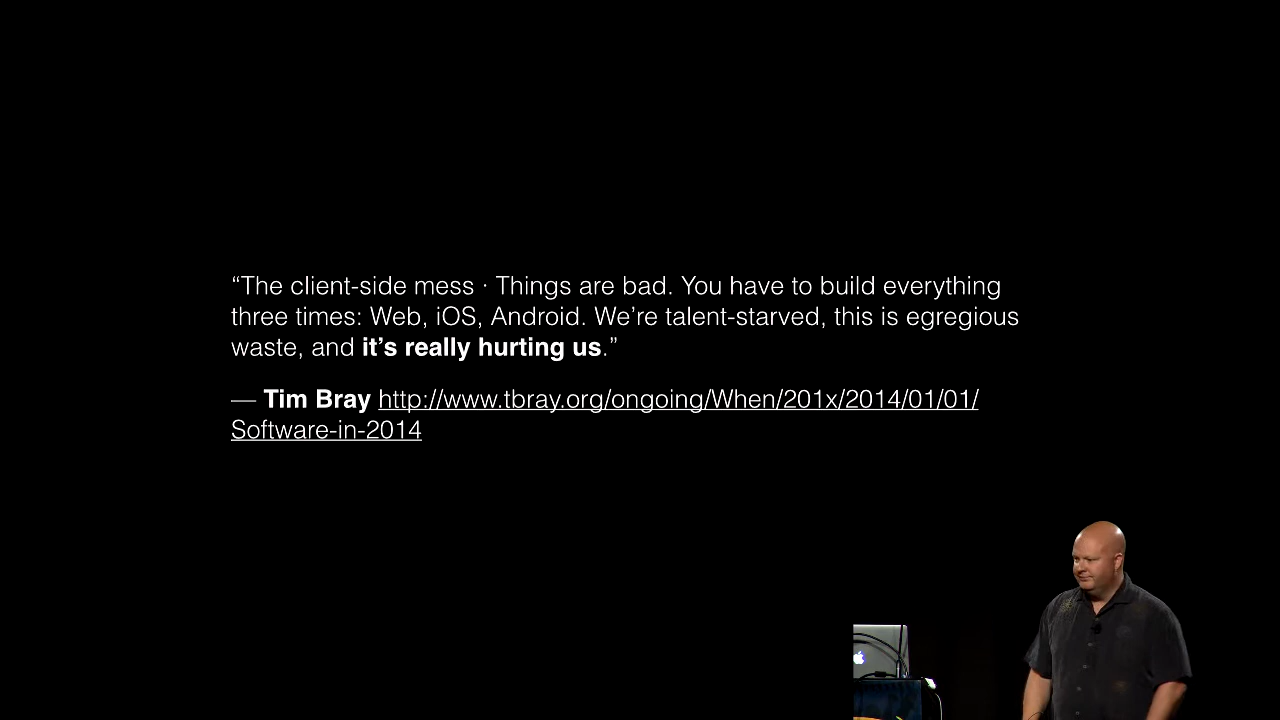 “The client-side mess · Things are bad. You have to build everything
three times: Web, iOS, Android. We’re talent-starved, this is egregious
waste, and it’s really hurting us.”
— Tim Bray http://www.tbray.org/ongoing/When/201x/2014/01/01/
Software-in-2014